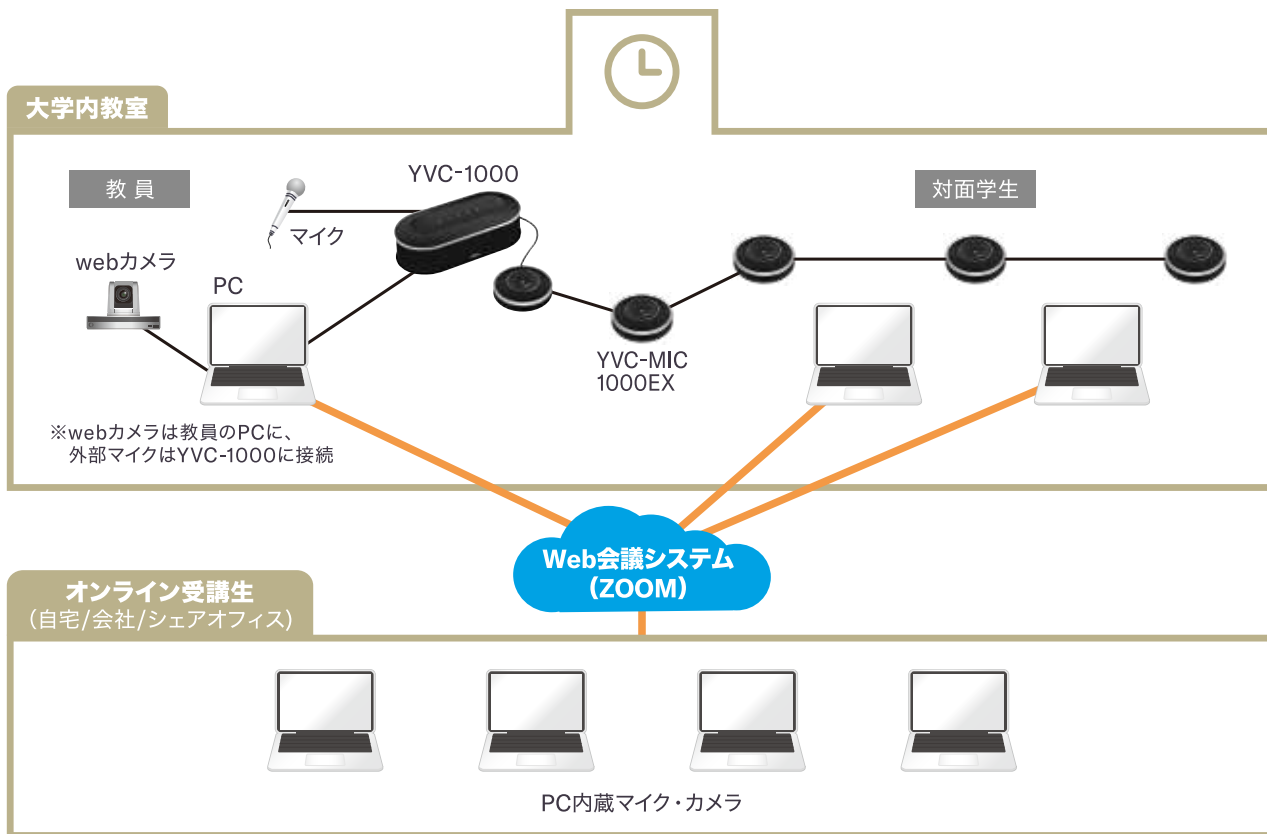 大学内教室
教員
YVC-1000
マイク
対面学生
webカメラ
PC
YVC-MIC
1000EX
※webカメラは教員のPCに、
外部マイクはYVC-1000に接続
Web会議システム
(ZOOM)
オンライン受講生
(自宅/会社/シェアオフィス)
PC内蔵マイク・カメラ